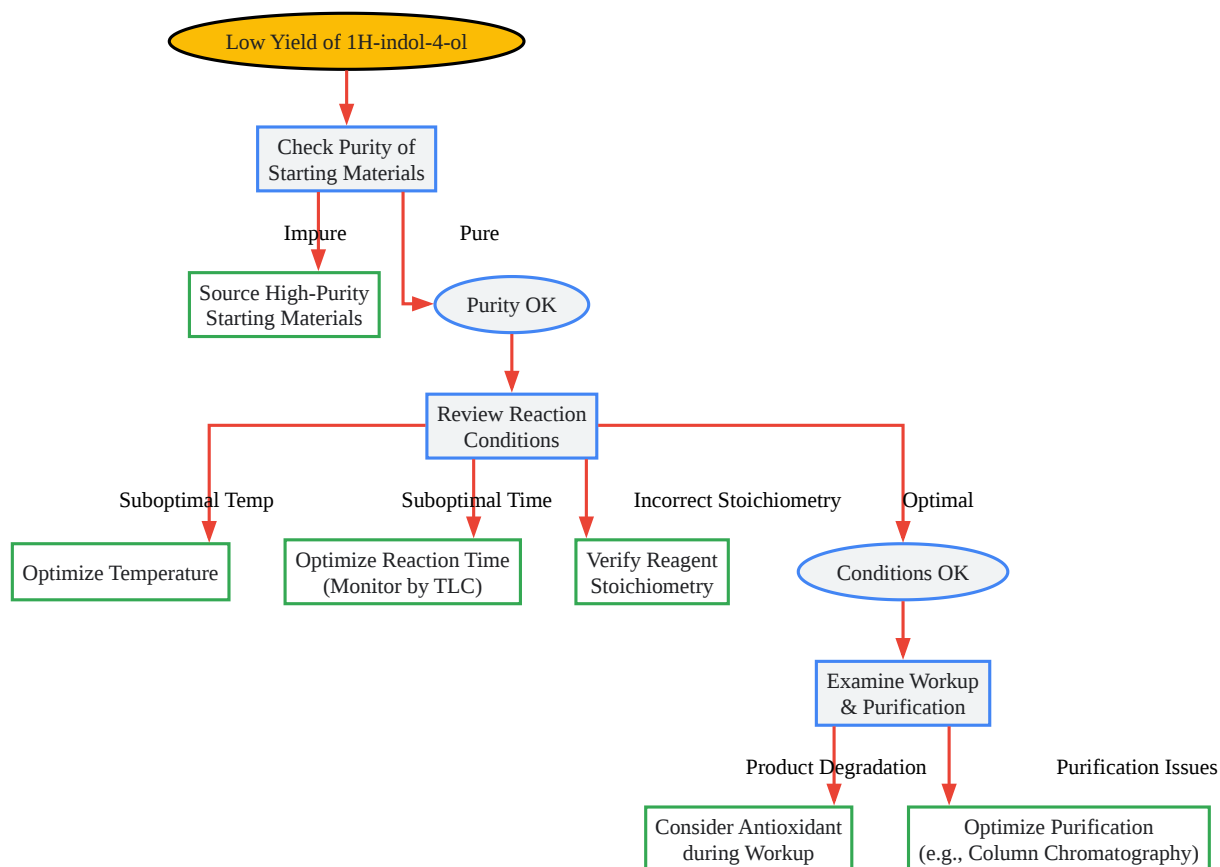 Low Yield of 1H-indol-4-ol
Check Purity of
Starting Materials
Impure
Pure
Source High-Purity
Starting Materials
Purity OK
Review Reaction
Conditions
Suboptimal Temp
Suboptimal Time
Incorrect Stoichiometry
Optimal
Optimize Temperature
Optimize Reaction Time
(Monitor by TLC)
Verify Reagent
Stoichiometry
Conditions OK
Examine Workup
& Purification
Product Degradation
Purification Issues
Consider Antioxidant
during Workup
Optimize Purification
(e.g., Column Chromatography)